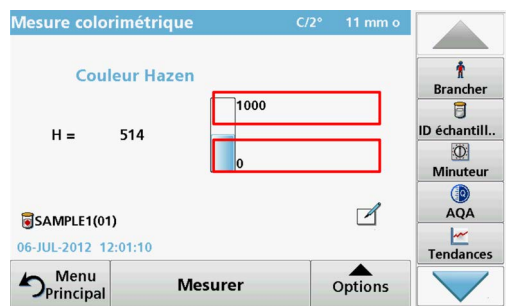 Mesure colorimétrique C/2° 11 mm o
Couleur Hazen
1000
H = 514
0
SAMPLE1(01)
06-JUL-2012 12:01:10
Menu Principal
Mesurer
Options
Brancher
ID échantill..
Minuteur
AQA
Tendances